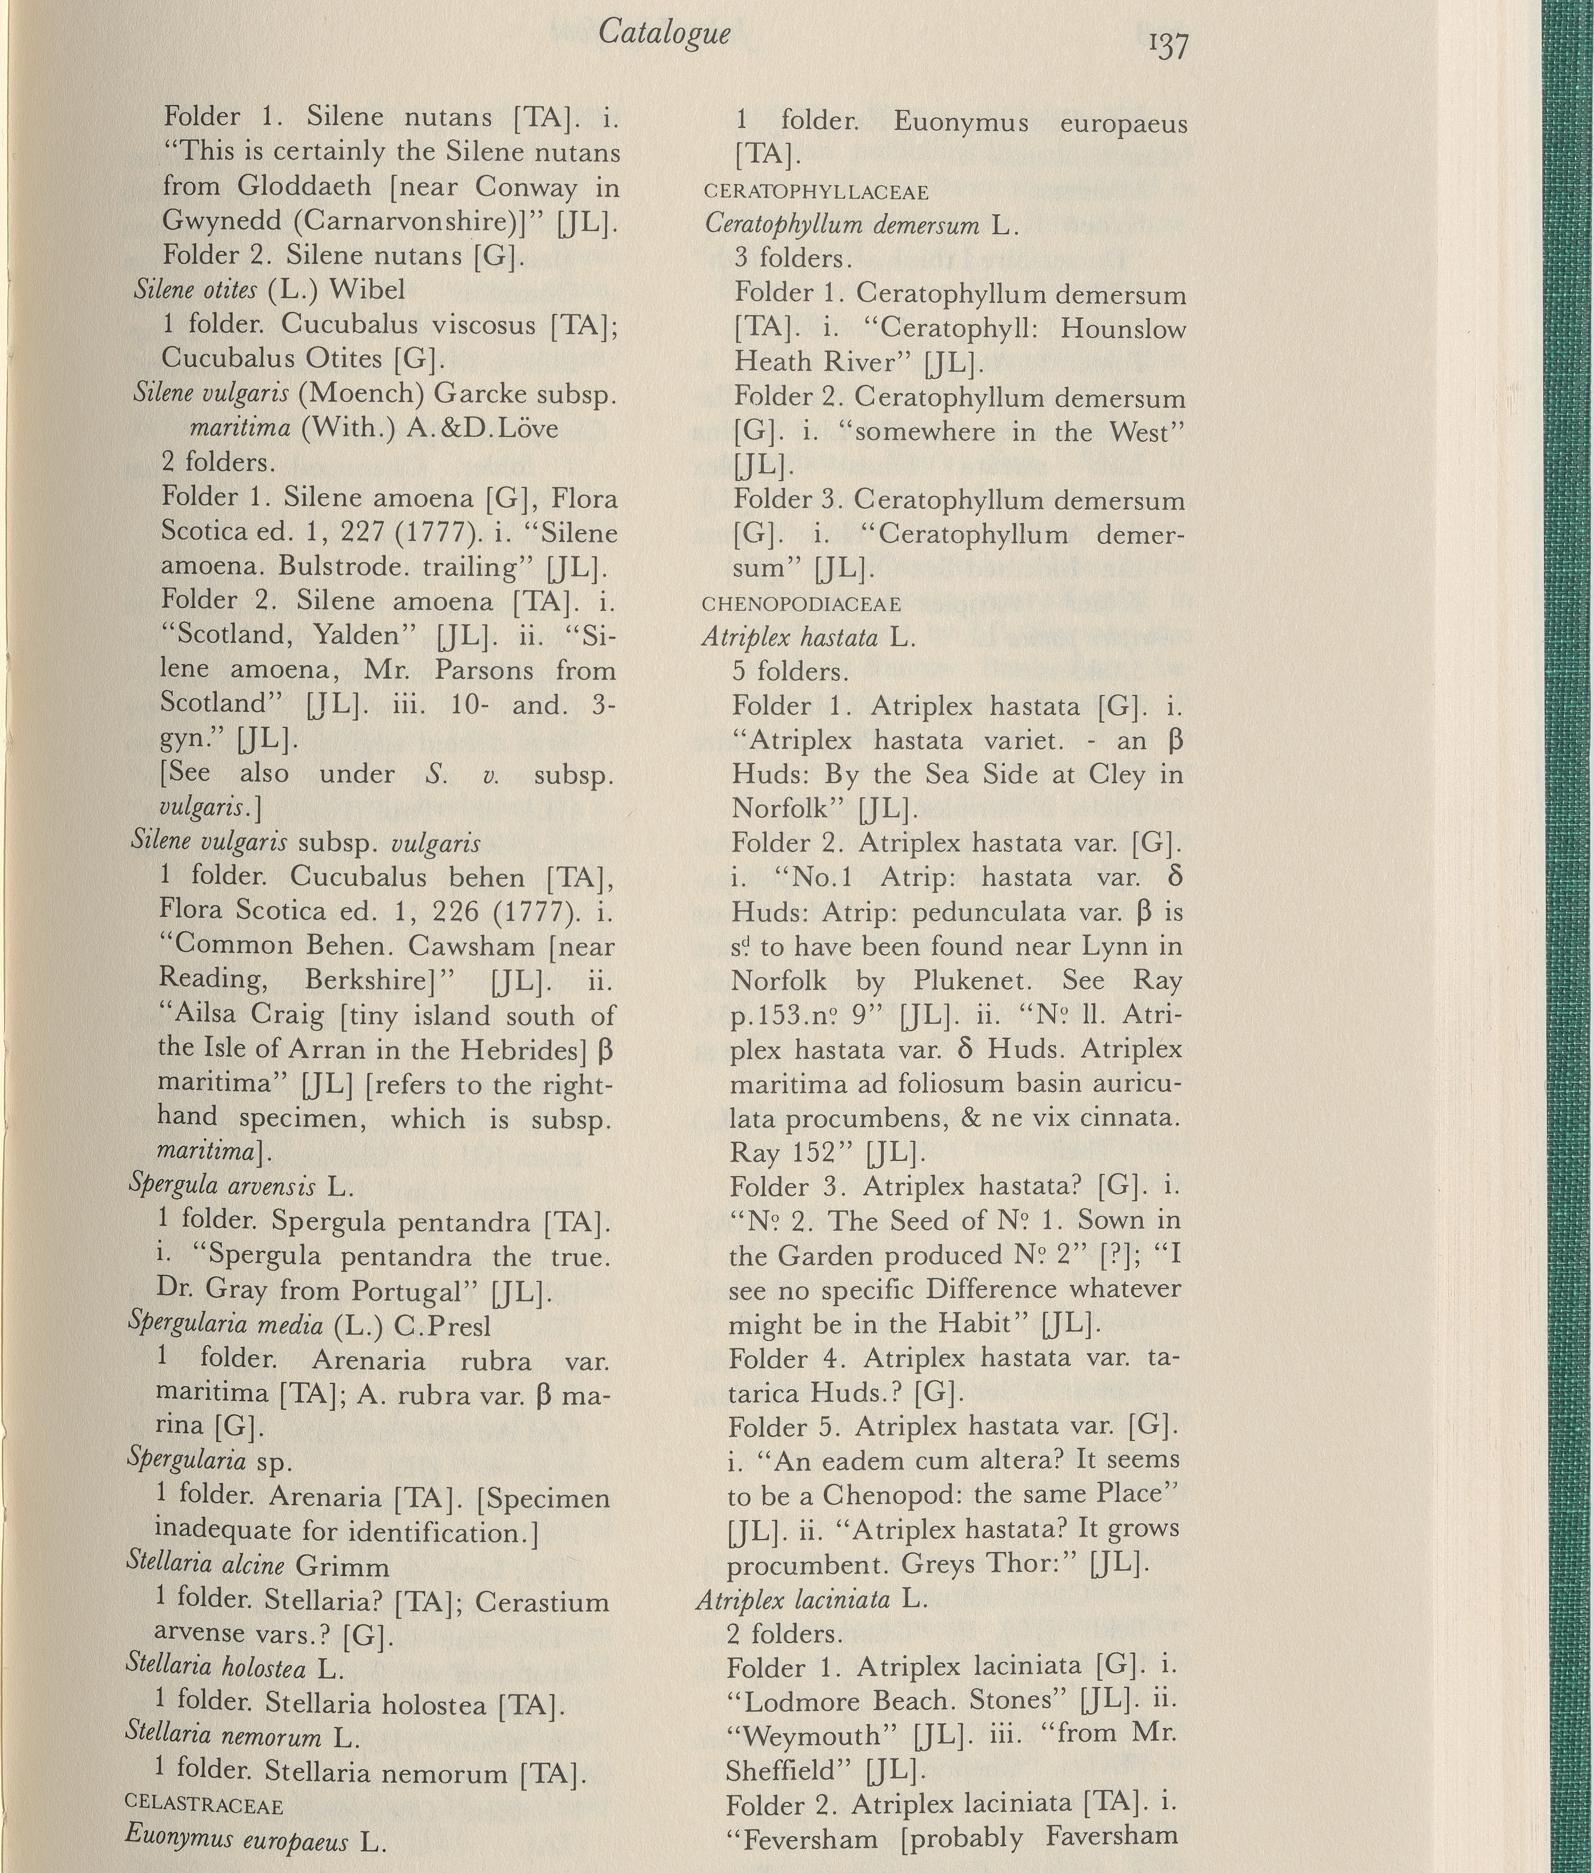 Catalogue
137
Folder 1. Silene nutans [TA]. i.
“This is certainly the Silene nutans
from Gloddaeth [near Conway in
Gwynedd (Carnarvonshire)]” [JL].
Folder 2. Silene nutans [G].
Silene otites (L.) Wibel
1 folder. Cucubalus viscosus [TA];
Cucubalus Otites [G].
Silene vulgaris (Moench) Garcke subsp.
maritima (With.) A.&D.Löve
2 folders.
Folder 1. Silene amoena [G], Flora
Scotica ed. 1, 227 (1777). i. “Silene
amoena. Bulstrode. trailing” [JL].
Folder 2. Silene amoena [TA]. i.
“Scotland, Yalden” [JL]. ii. “Si-
lene amoena, Mr. Parsons from
Scotland” [JL]. iii. 10- and. 3-
gyn.” [JL].
[See also under S. v. subsp.
vulgaris.]
Silene vulgaris subsp. vulgaris
1 folder. Cucubalus behen [TA],
Flora Scotica ed. 1, 226 (1777). i.
“Common Behen. Cawsham [near
Reading, Berkshire]” [JL]. ii.
“Ailsa Craig [tiny island south of
the Isle of Arran in the Hebrides] β
maritima” [JL] [refers to the right-
hand specimen, which is subsp.
maritima].
Spergula arvensis L.
1 folder. Spergula pentandra [TA].
i. “Spergula pentandra the true.
Dr. Gray from Portugal” [JL].
Spergularia media (L.) C.Presl
1 folder. Arenaria rubra var.
maritima [TA]; A. rubra var. β ma-
rina [G].
Spergularia sp.
1 folder. Arenaria [TA]. [Specimen
inadequate for identification.]
Stellaria alcine Grimm
1 folder. Stellaria? [TA]; Cerastium
arvense vars.? [G].
Stellaria holostea L.
1 folder. Stellaria holostea [TA].
Stellaria nemorum L.
1 folder. Stellaria nemorum [TA].
CELASTRACEAE
Euonymus europaeus L.
1 folder. Euonymus europaeus
[TA].
CERATOPHYLLACEAE
Ceratophyllum demersum L.
3 folders.
Folder 1. Ceratophyllum demersum
[TA]. i. “Ceratophyll: Hounslow
Heath River” [JL].
Folder 2. Ceratophyllum demersum
[G]. i. “somewhere in the West”
[JL].
Folder 3. Ceratophyllum demersum
[G]. i. “Ceratophyllum demer-
sum” [JL].
CHENOPODIACEAE
Atriplex hastata L.
5 folders.
Folder 1. Atriplex hastata [G]. i.
“Atriplex hastata variet. - an β
Huds: By the Sea Side at Cley in
Norfolk” [JL].
Folder 2. Atriplex hastata var. [G].
i. “No.1 Atrip: hastata var. δ
Huds: Atrip: pedunculata var. β is
sᵈ to have been found near Lynn in
Norfolk by Plukenet. See Ray
p.153.nº 9” [JL]. ii. “Nº ll. Atri-
plex hastata var. δ Huds. Atriplex
maritima ad foliosum basin auricu-
lata procumbens, & ne vix cinnata.
Ray 152” [JL].
Folder 3. Atriplex hastata? [G]. i.
“Nº 2. The Seed of Nº 1. Sown in
the Garden produced Nº 2” [?]; “I
see no specific Difference whatever
might be in the Habit” [JL].
Folder 4. Atriplex hastata var. ta-
tarica Huds.? [G].
Folder 5. Atriplex hastata var. [G].
i. “An eadem cum altera? It seems
to be a Chenopod: the same Place”
[JL]. ii. “Atriplex hastata? It grows
procumbent. Greys Thor:” [JL].
Atriplex laciniata L.
2 folders.
Folder 1. Atriplex laciniata [G]. i.
“Lodmore Beach. Stones” [JL]. ii.
“Weymouth” [JL]. iii. “from Mr.
Sheffield” [JL].
Folder 2. Atriplex laciniata [TA]. i.
“Feversham [probably Faversham